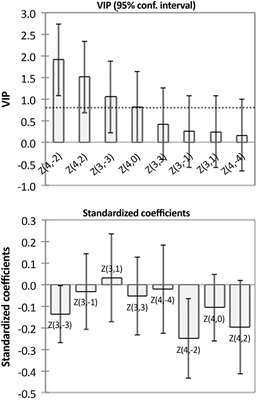 VIP (95% conf. interval)
3.0
2.5
2.0
1.5
1.0
0.5
0.0
-0.5
-1.0
VIP
Z(4,-2)
Z(4,2)
Z(3,-3)
Z(4,0)
Z(3,3)
Z(3,-1)
Z(3,1)
Z(4,-4)
Standardized coefficients
0.3
0.2
0.1
0.0
-0.1
-0.2
-0.3
-0.4
-0.5
Standardized coefficients
Z(3,-3)
Z(3,-1)
Z(3,1)
Z(3,3)
Z(4,-4)
Z(4,-2)
Z(4,0)
Z(4,2)